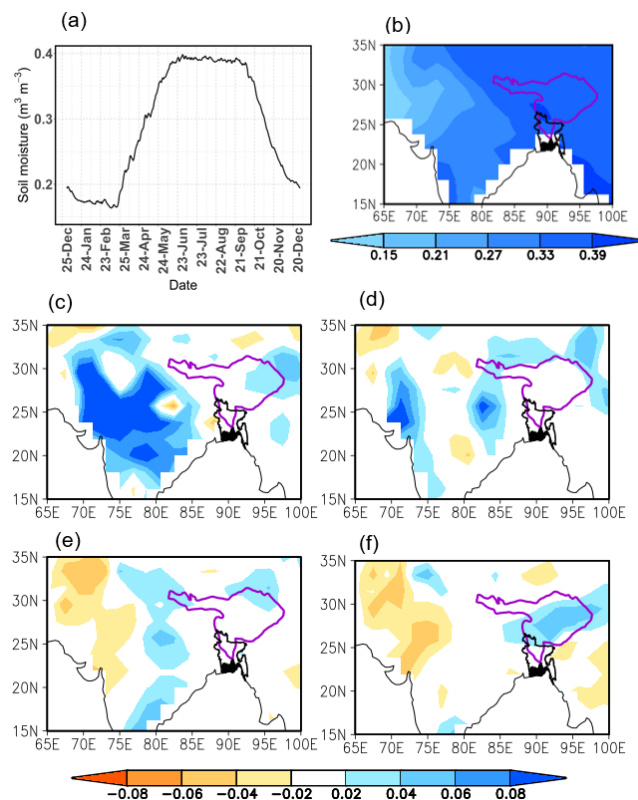 (a)
Soil moisture (m³ m⁻³)
0.4
0.3
0.2
25-Dec
24-Jan
23-Feb
25-Mar
24-Apr
24-May
23-Jun
23-Jul
22-Aug
21-Sep
21-Oct
20-Nov
20-Dec
Date
(b)
35N
30N
25N
20N
15N
65E 70E 75E 80E 85E 90E 95E 100E
0.15 0.21 0.27 0.33 0.39
(c)
35N
30N
25N
20N
15N
65E 70E 75E 80E 85E 90E 95E 100E
(d)
35N
30N
25N
20N
15N
65E 70E 75E 80E 85E 90E 95E 100E
(e)
35N
30N
25N
20N
15N
65E 70E 75E 80E 85E 90E 95E 100E
(f)
35N
30N
25N
20N
15N
65E 70E 75E 80E 85E 90E 95E 100E
−0.08 −0.06 −0.04 −0.02 0.02 0.04 0.06 0.08